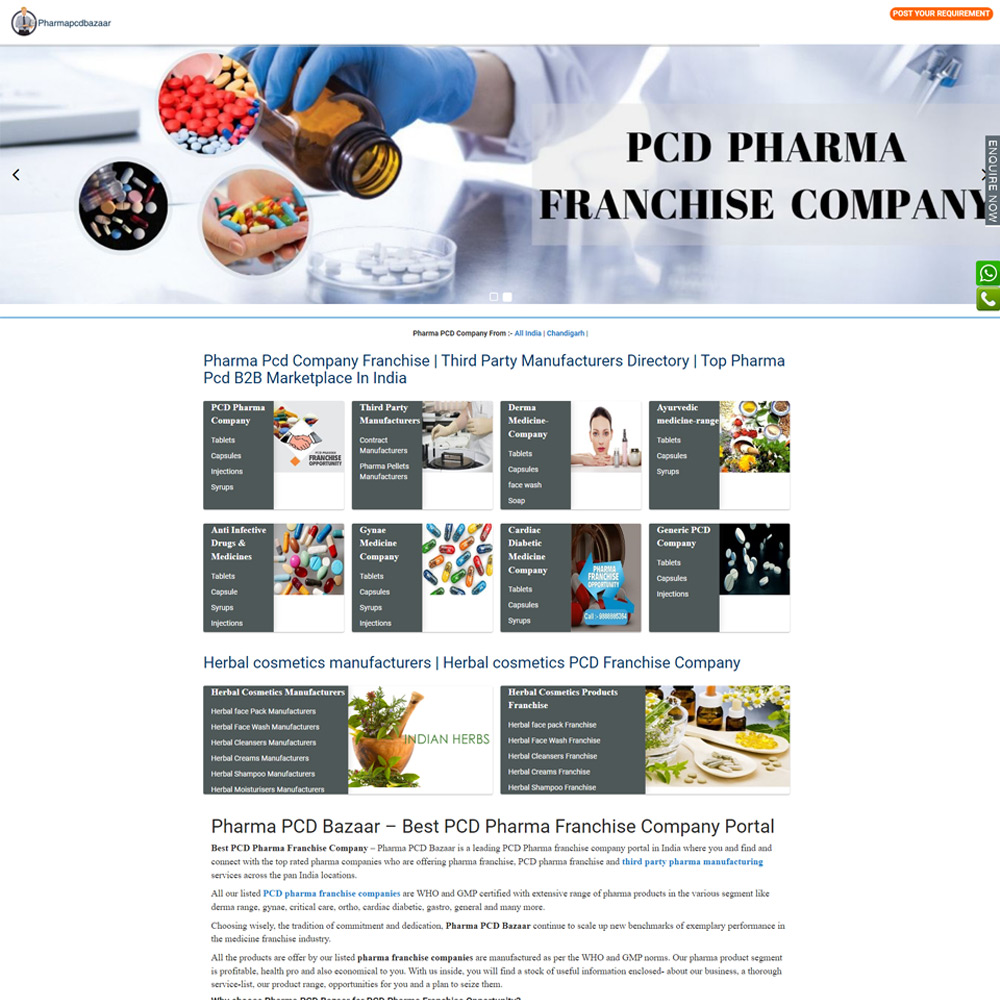 Pharmapcdbazaar
POST YOUR REQUIREMENT
PCD PHARMA
FRANCHISE COMPANY
ENQUIRE NOW
Pharma PCD Company From :- All India | Chandigarh |
Pharma Pcd Company Franchise | Third Party Manufacturers Directory | Top Pharma
Pcd B2B Marketplace In India
PCD Pharma
Company
Tablets
Capsules
Injections
Syrups
PCD PHARMA
FRANCHISE
OPPORTUNITY
Third Party
Manufacturers
Contract
Manufacturers
Pharma Pellets
Manufacturers
Derma
Medicine-
Company
Tablets
Capsules
face wash
Soap
Ayurvedic
medicine-range
Tablets
Capsules
Syrups
Anti Infective
Drugs &
Medicines
Tablets
Capsule
Syrups
Injections
Gynae
Medicine
Company
Tablets
Capsules
Syrups
Injections
Cardiac
Diabetic
Medicine
Company
Tablets
Capsules
Syrups
PHARMA
FRANCHISE
OPPORTUNITY
Generic PCD
Company
Tablets
Capsules
Injections
Herbal cosmetics manufacturers | Herbal cosmetics PCD Franchise Company
Herbal Cosmetics Manufacturers
Herbal face Pack Manufacturers
Herbal Face Wash Manufacturers
Herbal Cleansers Manufacturers
Herbal Creams Manufacturers
Herbal Shampoo Manufacturers
Herbal Moisturisers Manufacturers
INDIAN HERBS
Herbal Cosmetics Products
Franchise
Herbal face pack Franchise
Herbal Face Wash Franchise
Herbal Cleansers Franchise
Herbal Creams Franchise
Herbal Shampoo Franchise
Pharma PCD Bazaar – Best PCD Pharma Franchise Company Portal
Best PCD Pharma Franchise Company – Pharma PCD Bazaar is a leading PCD Pharma franchise company portal in India where you and find and
connect with the top rated pharma companies who are offering pharma franchise, PCD pharma franchise and third party pharma manufacturing
services across the pan India locations.
All our listed PCD pharma franchise companies are WHO and GMP certified with extensive range of pharma products in the various segment like
derma range, gynae, critical care, ortho, cardiac diabetic, gastro, general and many more.
Choosing wisely, the tradition of commitment and dedication, Pharma PCD Bazaar continue to scale up new benchmarks of exemplary performance in
the medicine franchise industry.
All the products are offer by our listed pharma franchise companies are manufactured as per the WHO and GMP norms. Our pharma product segment
is profitable, health pro and also economical to you. With us inside, you will find a stock of useful information enclosed- about our business, a thorough
service-list, our product range, opportunities for you and a plan to seize them.
Why choose Pharma PCD Bazaar for PCD Pharma Franchise Opportunity?